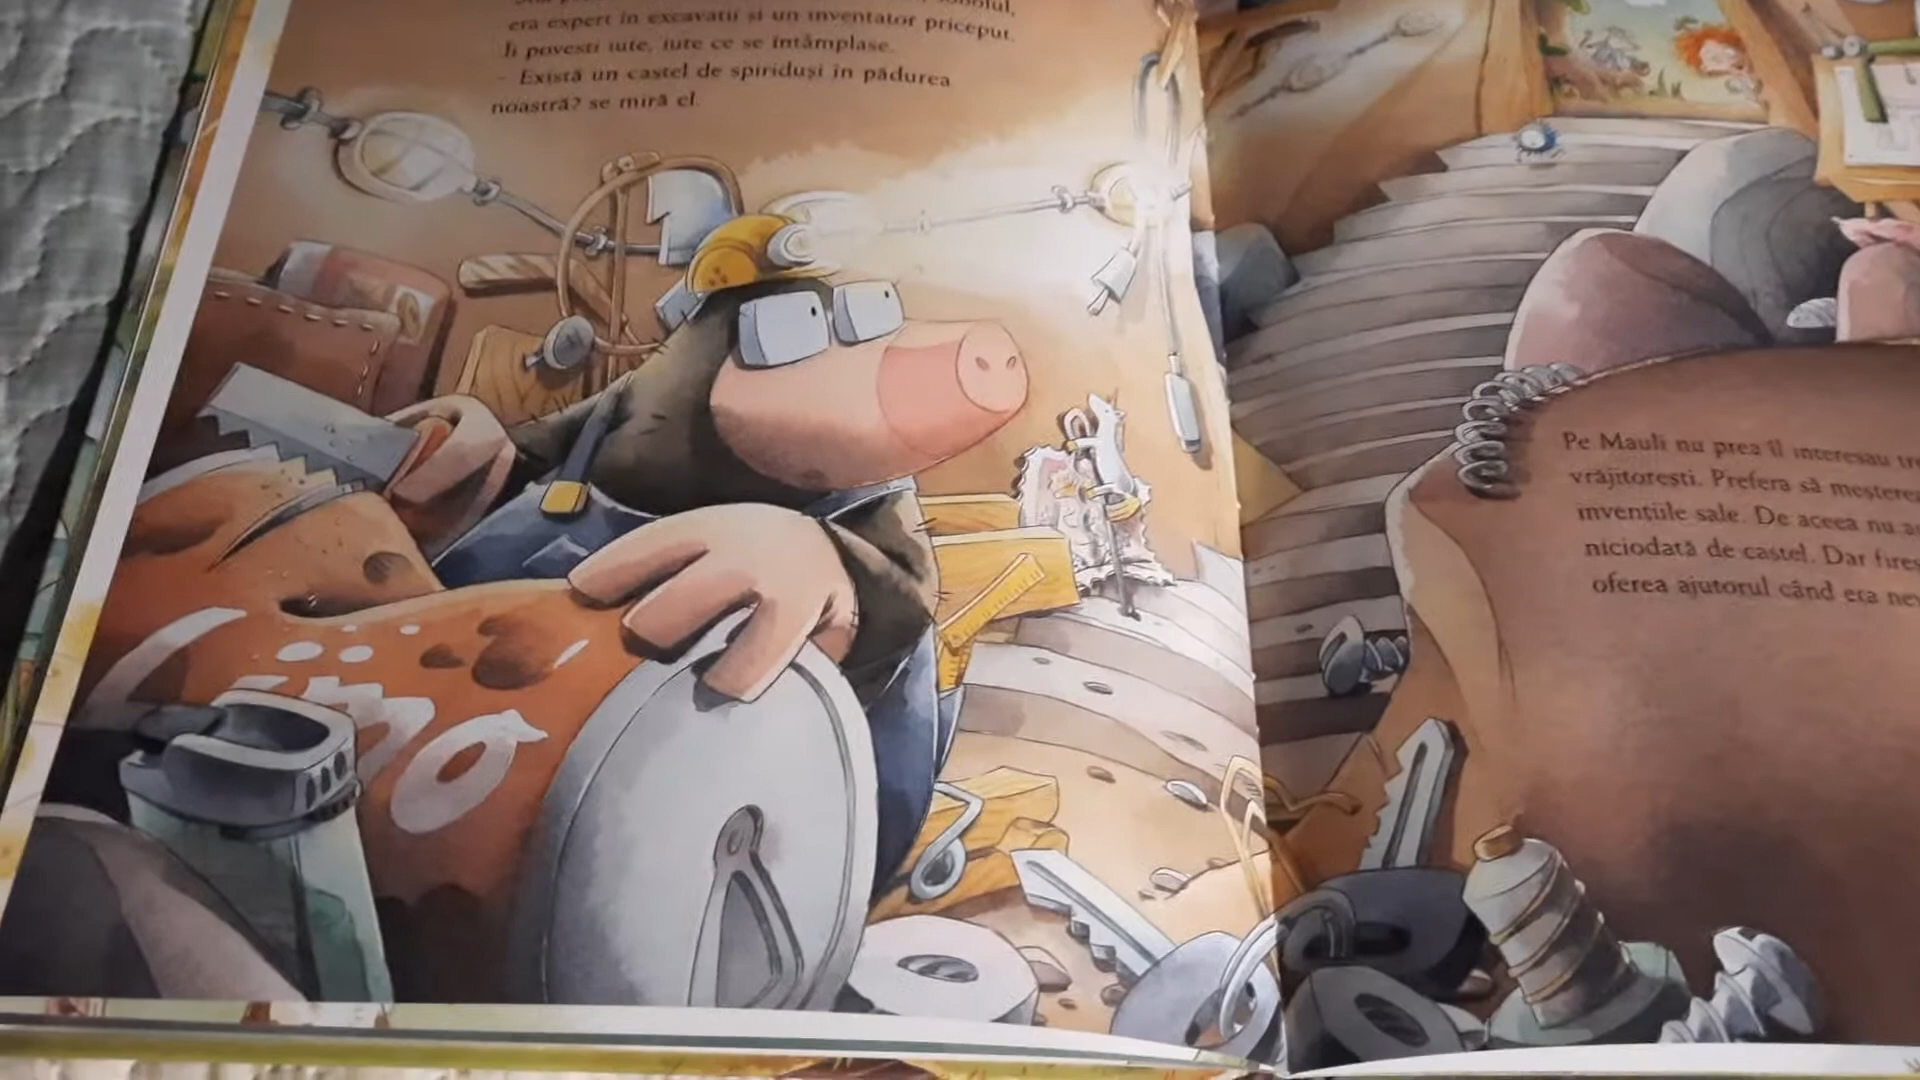 era expert în excavații și un inventator priceput.
Îi povesti iute, iute ce se întâmplase.
- Există un castel de spiriduși în pădurea
noastră? se miră el.
Limo
Pe Mauli nu prea îl interesau
vrăjitorești. Prefera să
invențiile sale. De aceea nu
niciodată de castel. Dar
oferea ajutorul când era